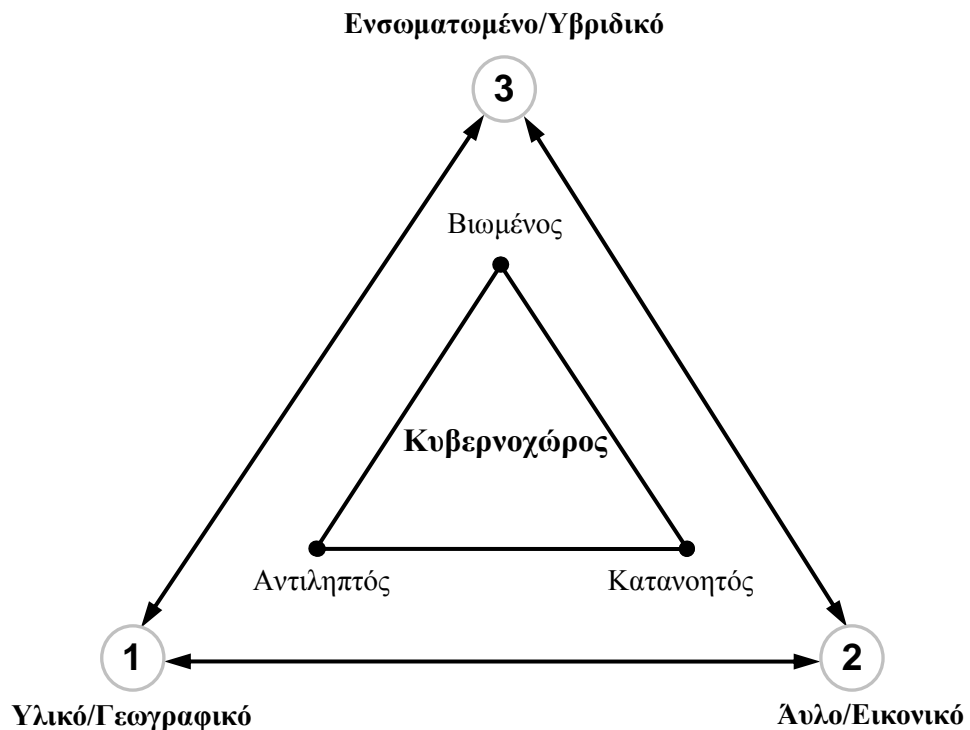 Ενσωματωμένο/Υβριδικό
3
Βιωμένος
Κυβερνοχώρος
Αντιληπτός
Κατανοητός
1
2
Υλικό/Γεωγραφικό
Άυλο/Εικονικό